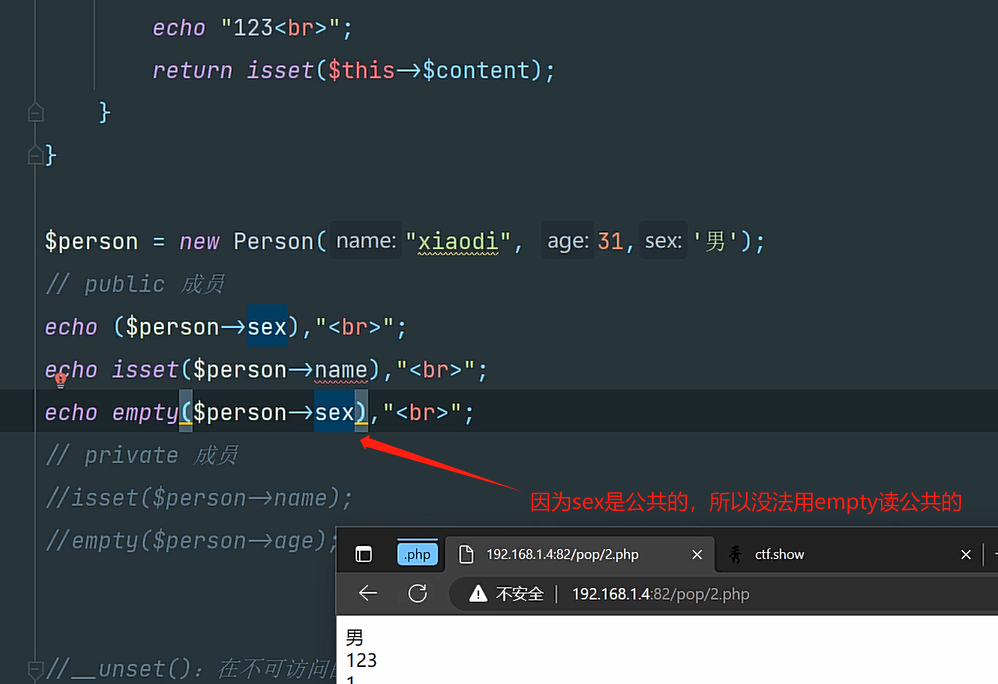 echo "123<br>";
return isset($this->$content);
}
}
$person = new Person( name: "xiaodi", age: 31, sex: '男');
// public 成员
echo ($person->sex),"<br>";
echo isset($person->name),"<br>";
echo empty($person->sex),"<br>";
// private 成员
//isset($person->name);
因为sex是公共的，所以没法用empty读公共的
//empty($person->age);
.php 192.168.1.4:82/pop/2.php ctf.show
不安全 192.168.1.4:82/pop/2.php
男
123
1
//__unset()：在不可访问